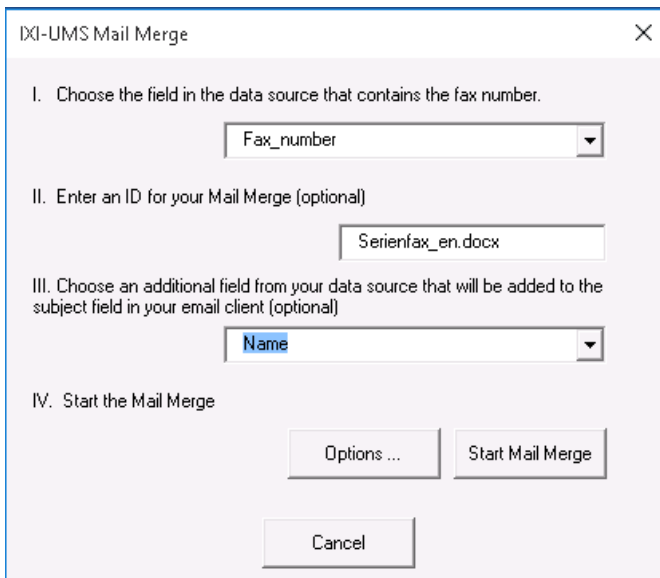 IXI-UMS Mail Merge
I. Choose the field in the data source that contains the fax number.
Fax_number
II. Enter an ID for your Mail Merge (optional)
Serienfax_en.docx
III. Choose an additional field from your data source that will be added to the
subject field in your email client (optional)
Name
IV. Start the Mail Merge
Options ...
Start Mail Merge
Cancel